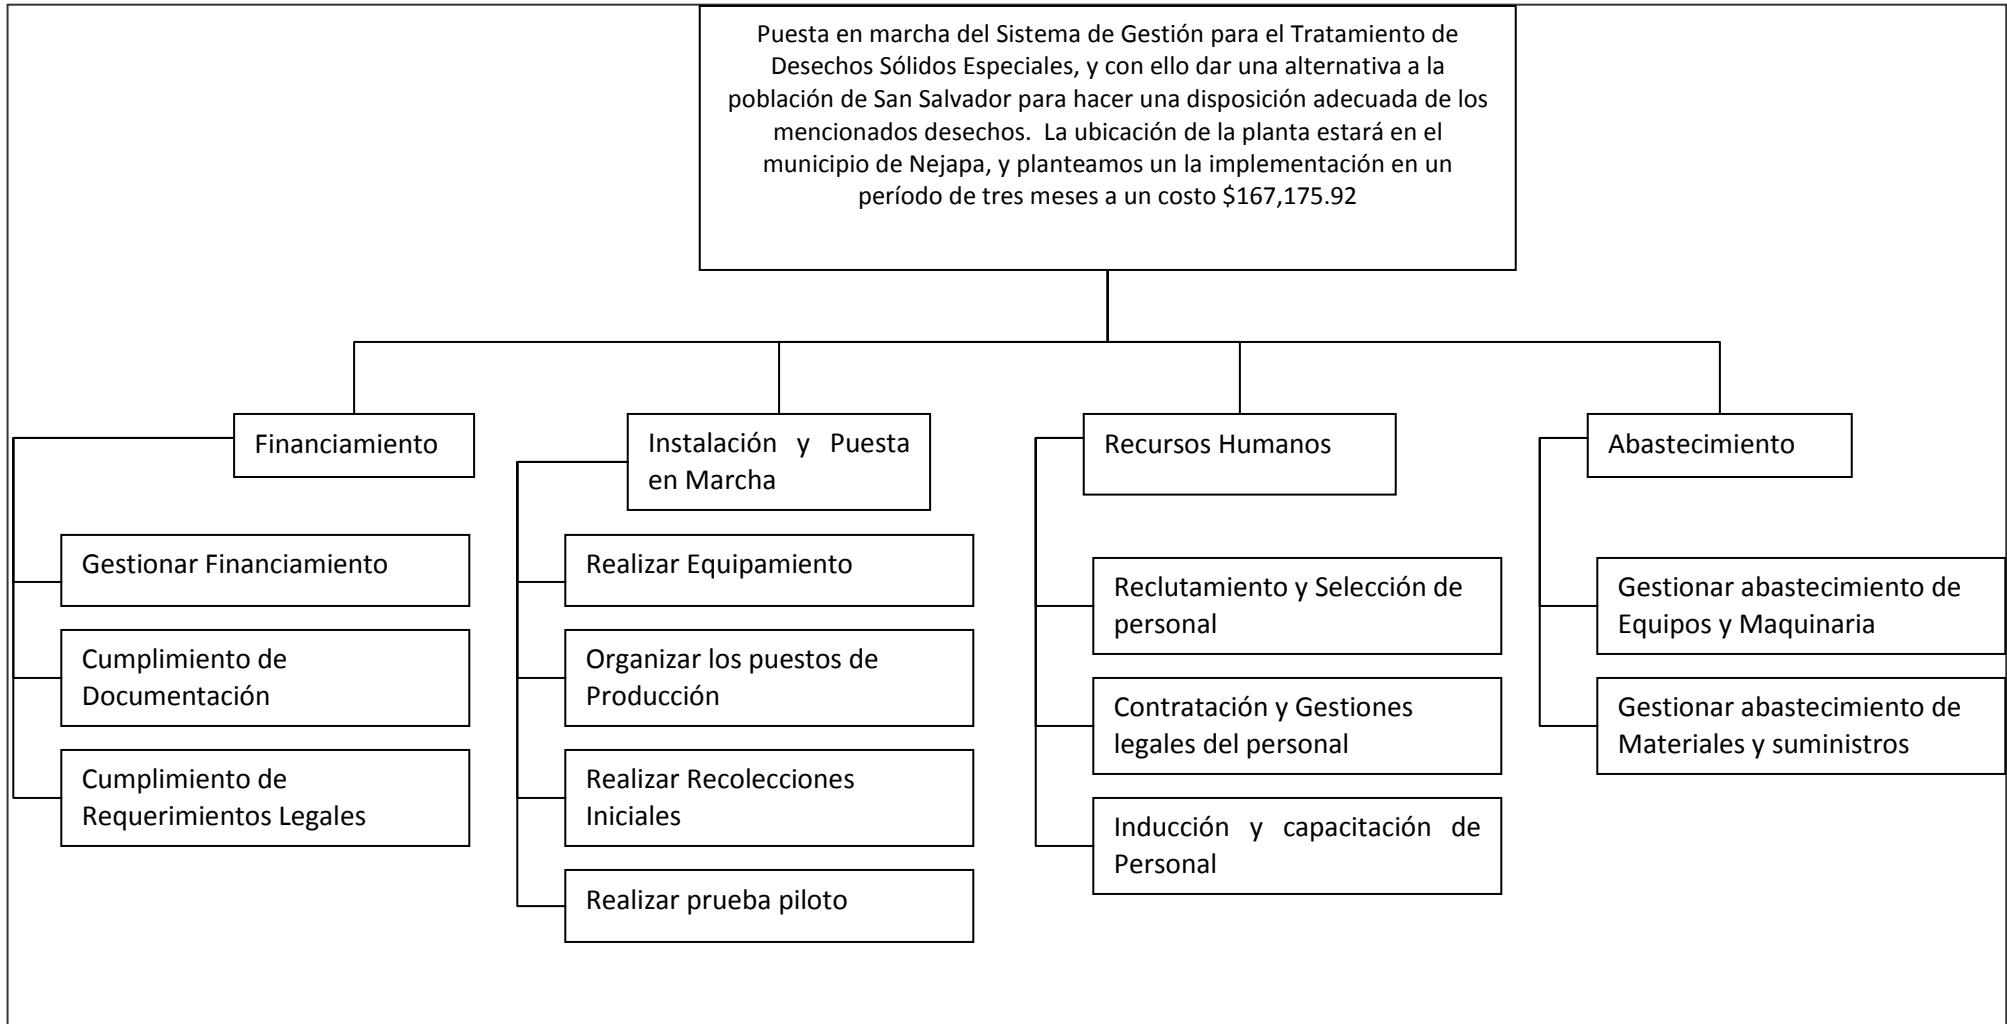 Puesta en marcha del Sistema de Gestión para el Tratamiento de
Desechos Sólidos Especiales, y con ello dar una alternativa a la
población de San Salvador para hacer una disposición adecuada de los
mencionados desechos.  La ubicación de la planta estará en el
municipio de Nejapa, y planteamos un la implementación en un
período de tres meses a un costo $167,175.92
Financiamiento
Gestionar Financiamiento
Cumplimiento de
Documentación
Cumplimiento de
Requerimientos Legales
Instalación y Puesta
en Marcha
Realizar Equipamiento
Organizar los puestos de
Producción
Realizar Recolecciones
Iniciales
Realizar prueba piloto
Recursos Humanos
Reclutamiento y Selección de
personal
Contratación y Gestiones
legales del personal
Inducción y capacitación de
Personal
Abastecimiento
Gestionar abastecimiento de
Equipos y Maquinaria
Gestionar abastecimiento de
Materiales y suministros